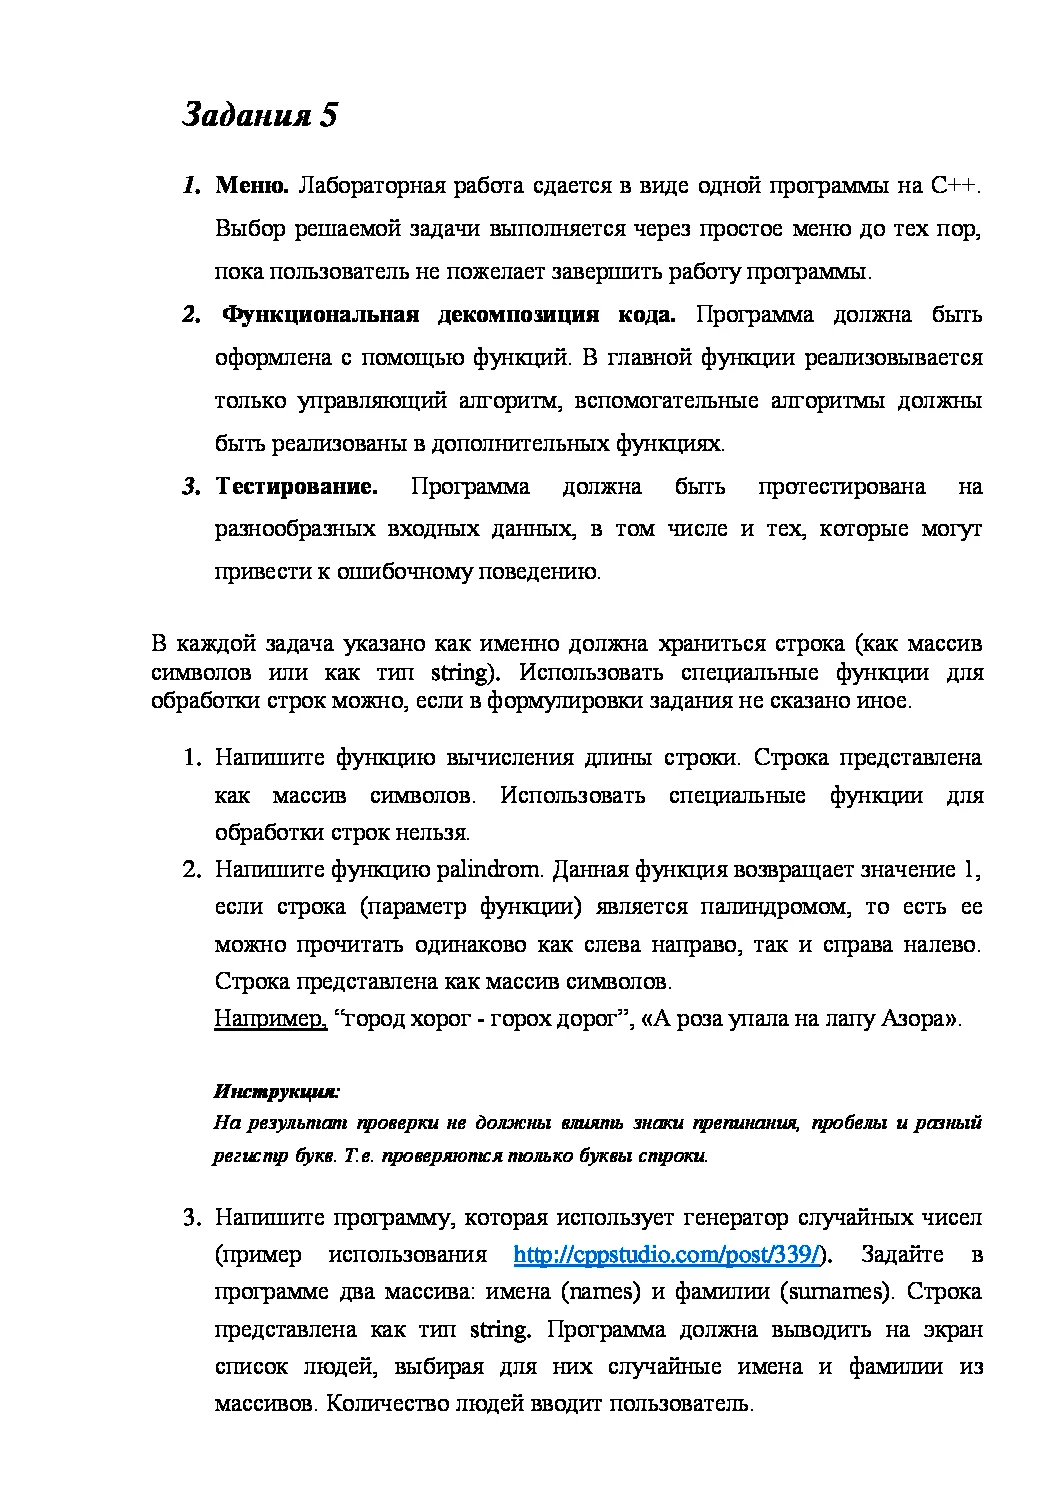 Задания 5
1. Меню. Лабораторная работа сдается в виде одной программы на С++.
Выбор решаемой задачи выполняется через простое меню до тех пор,
пока пользователь не пожелает завершить работу программы.
2. Функциональная декомпозиция кода. Программа должна быть
оформлена с помощью функций. В главной функции реализовывается
только управляющий алгоритм, вспомогательные алгоритмы должны
быть реализованы в дополнительных функциях.
3. Тестирование. Программа должна быть протестирована на
разнообразных входных данных, в том числе и тех, которые могут
привести к ошибочному поведению.
В каждой задача указано как именно должна храниться строка (как массив
символов или как тип string). Использовать специальные функции для
обработки строк можно, если в формулировки задания не сказано иное.
1. Напишите функцию вычисления длины строки. Строка представлена
как массив символов. Использовать специальные функции для
обработки строк нельзя.
2. Напишите функцию palindrom. Данная функция возвращает значение 1,
если строка (параметр функции) является палиндромом, то есть ее
можно прочитать одинаково как слева направо, так и справа налево.
Строка представлена как массив символов.
Например, “город хорог - горох дорог”, «А роза упала на лапу Азора».
Инструкция:
На результат проверки не должны влиять знаки препинания, пробелы и разный
регистр букв. Т.е. проверяются только буквы строки.
3. Напишите программу, которая использует генератор случайных чисел
(пример использования http://cppstudio.com/post/339/). Задайте в
программе два массива: имена (names) и фамилии (surnames). Строка
представлена как тип string. Программа должна выводить на экран
список людей, выбирая для них случайные имена и фамилии из
массивов. Количество людей вводит пользователь.